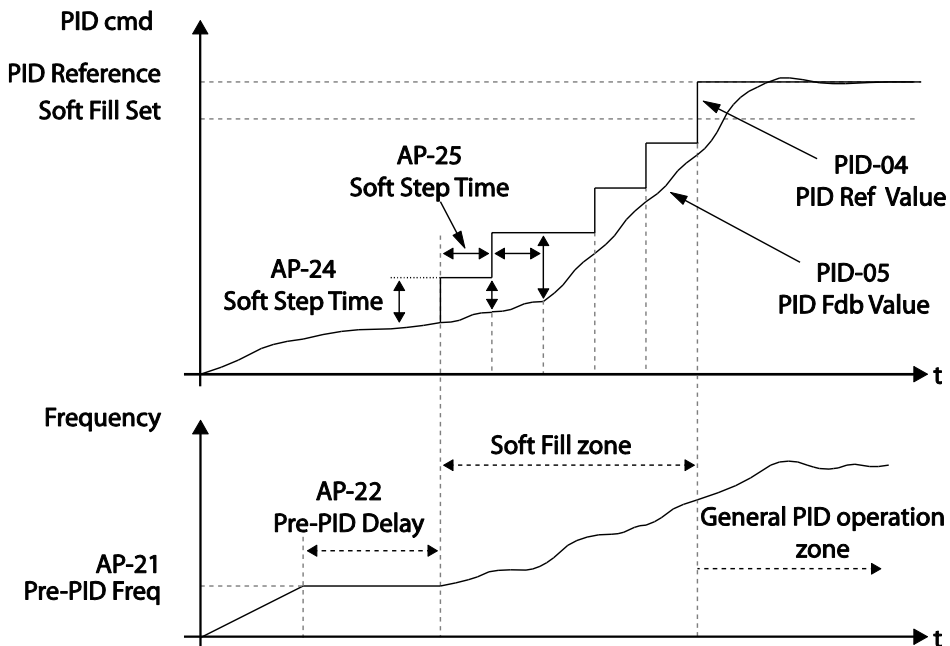 PID cmd
PID Reference
Soft Fill Set
AP-25
Soft Step Time
AP-24
Soft Step Time
PID-04
PID Ref Value
PID-05
PID Fdb Value
t
Frequency
Soft Fill zone
AP-22
Pre-PID Delay
General PID operation
zone
AP-21
Pre-PID Freq
t